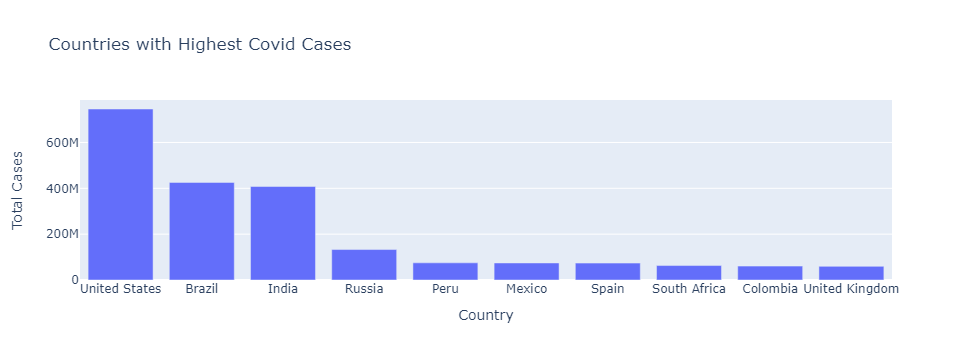 Countries with Highest Covid Cases
Total Cases
600M
400M
200M
0
United States Brazil India Russia Peru Mexico Spain South Africa Colombia United Kingdom
Country